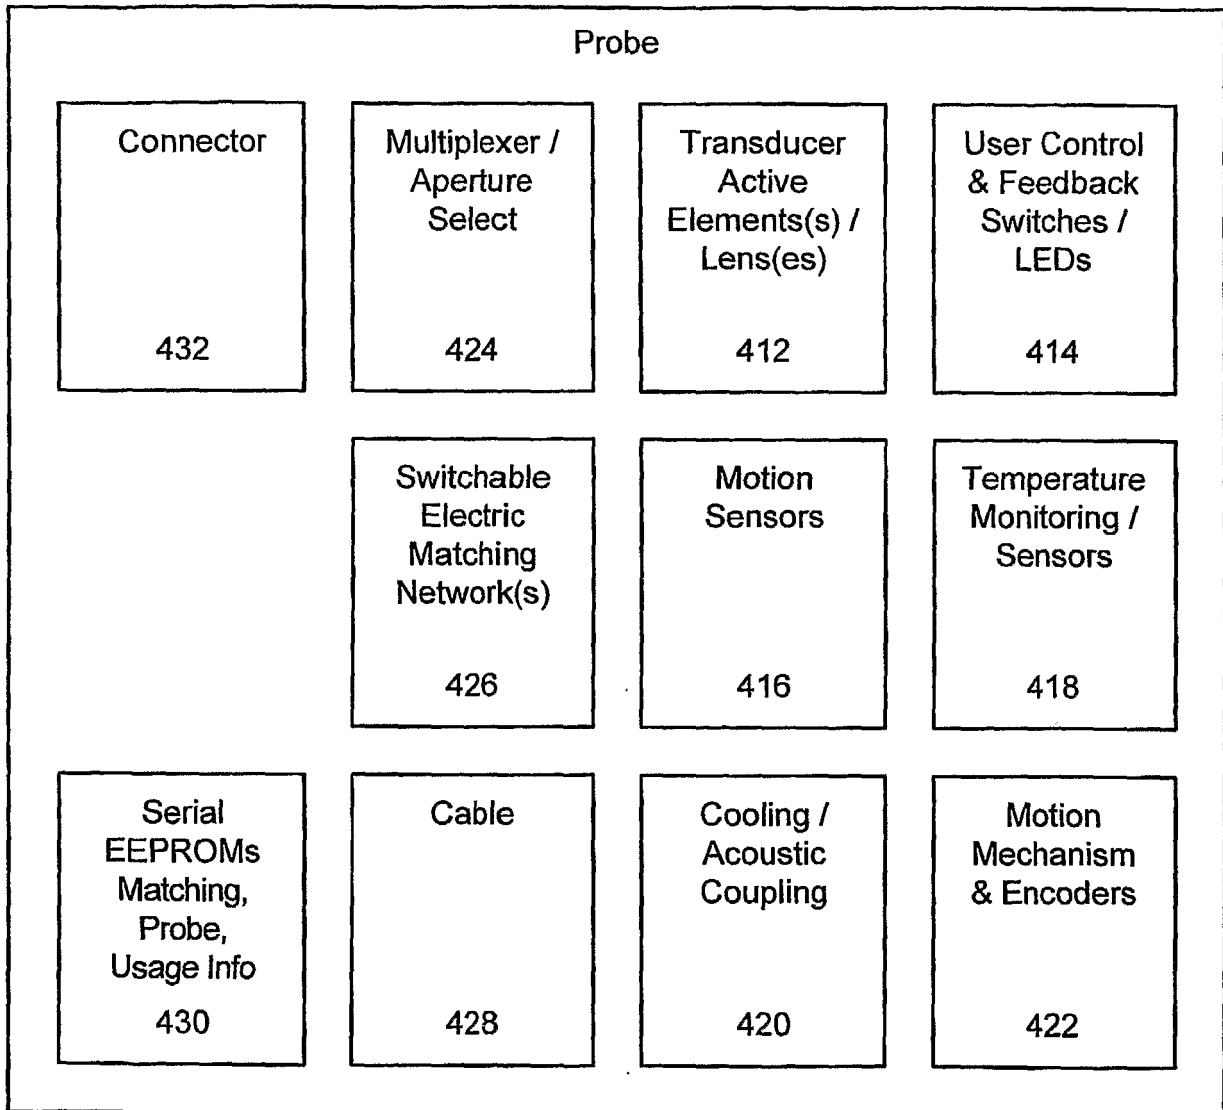 Probe
Connector
432
Multiplexer /
Aperture
Select
424
Transducer
Active
Elements(s) /
Lens(es)
412
User Control
& Feedback
Switches /
LEDs
414
Switchable
Electric
Matching
Network(s)
426
Motion
Sensors
416
Temperature
Monitoring /
Sensors
418
Serial
EEPROMs
Matching,
Probe,
Usage Info
430
Cable
428
Cooling /
Acoustic
Coupling
420
Motion
Mechanism
& Encoders
422